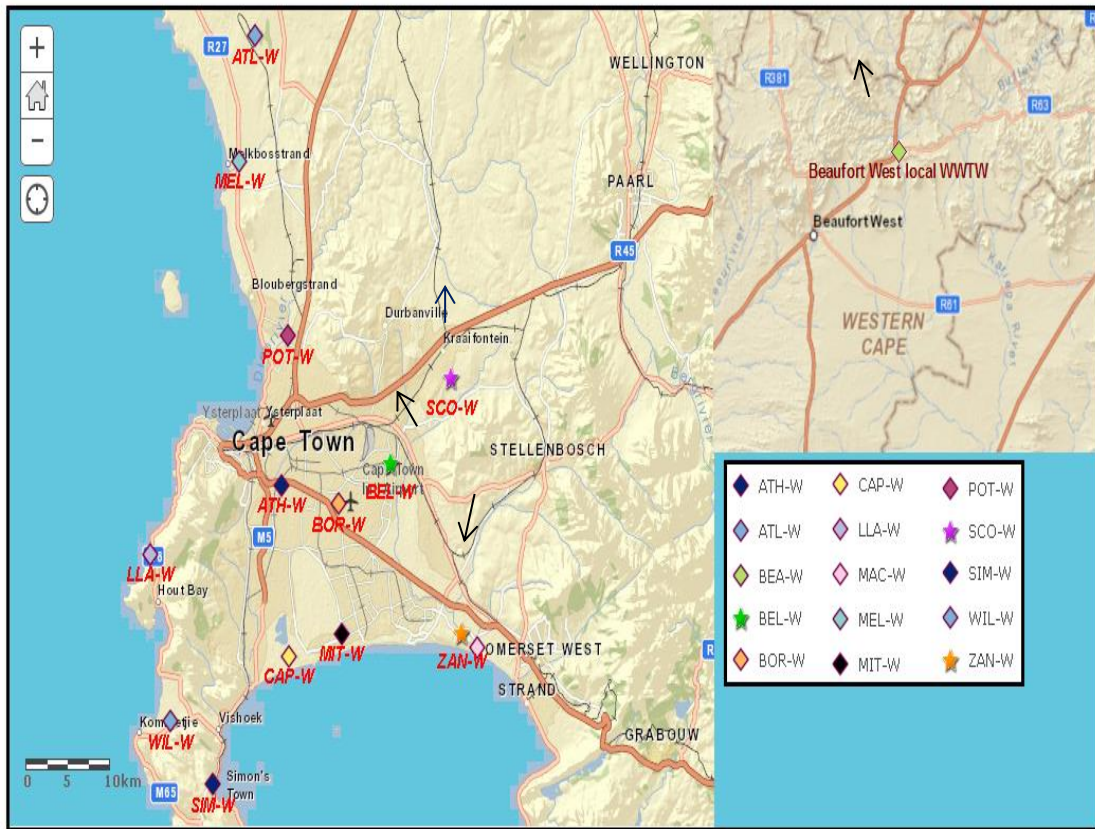 +
−
R27
ATL-W
WELLINGTON
Melkbosstrand
MEL-W
PAARL
R45
Bloubergstrand
Durbanville
Kraaifontein
POT-W
SCO-W
Ysterplaat
Ysterplaat
Cape Town
STELLENBOSCH
Cape Town
BEL-W
ATH-W
BOR-W
M5
LLA-W
Hout Bay
MIT-W
CAP-W
ZAN-W
OMERSET WEST
STRAND
Vishoek
WIL-W
GRABOUW
Simon's
Town
SIM-W
M65
0 5 10km
R381
R63
Beaufort West local WWTW
Beaufort West
R61
WESTERN
CAPE
ATH-W
CAP-W
POT-W
ATL-W
LLA-W
SCO-W
BEA-W
MAC-W
SIM-W
BEL-W
MEL-W
WIL-W
BOR-W
MIT-W
ZAN-W